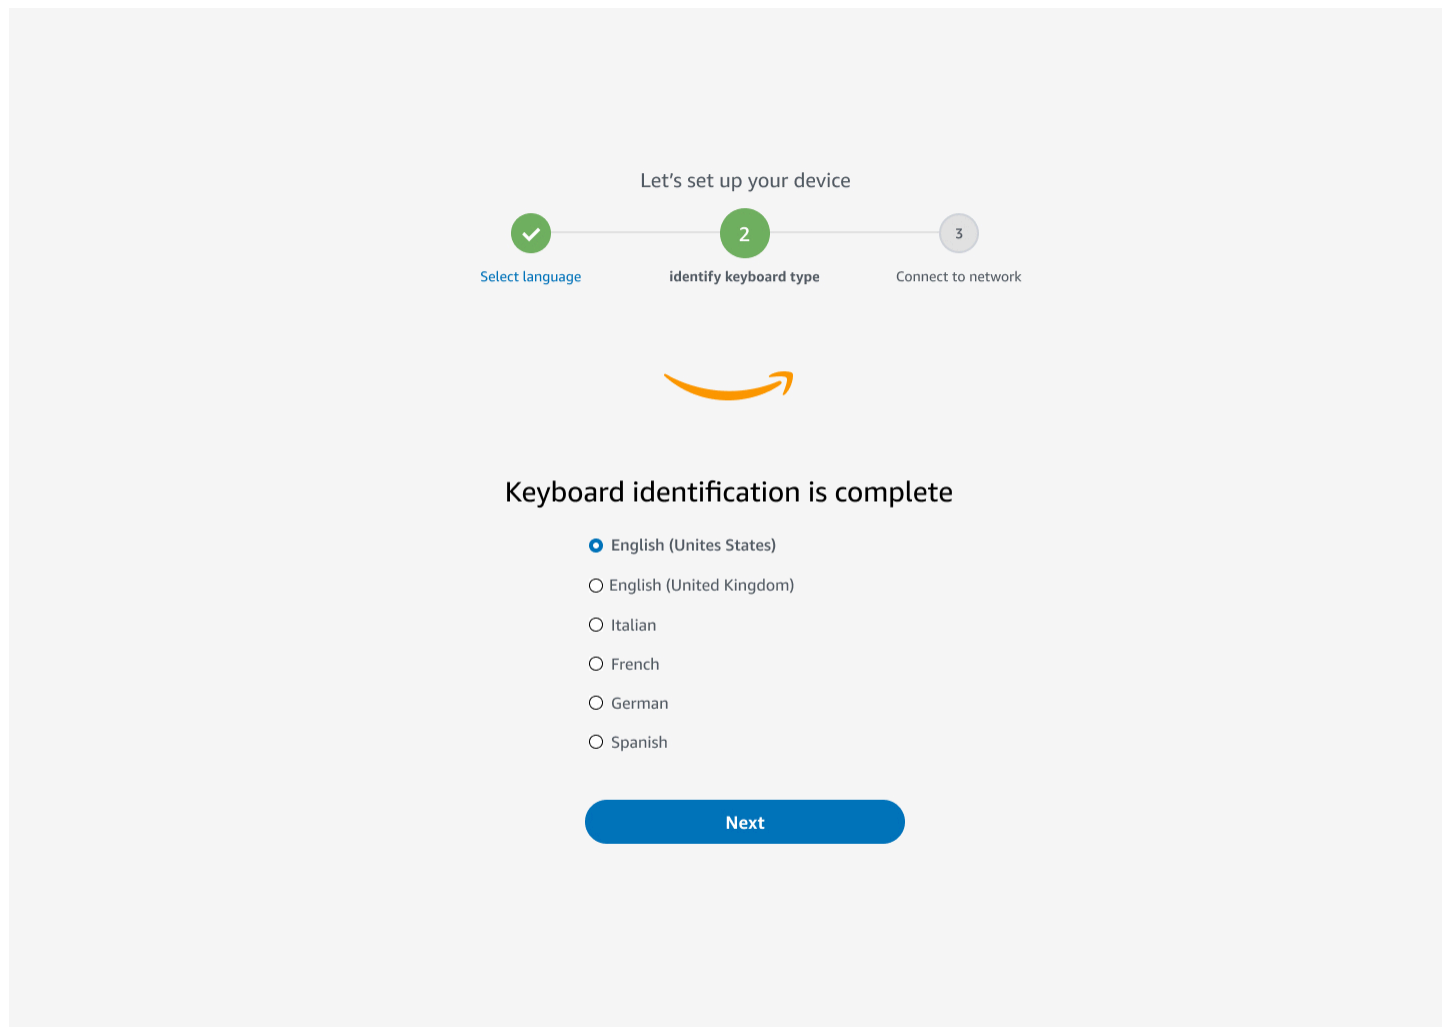 Let's set up your device
2
3
Select language
identify keyboard type
Connect to network
Keyboard identification is complete
English (Unites States)
English (United Kingdom)
Italian
French
German
Spanish
Next